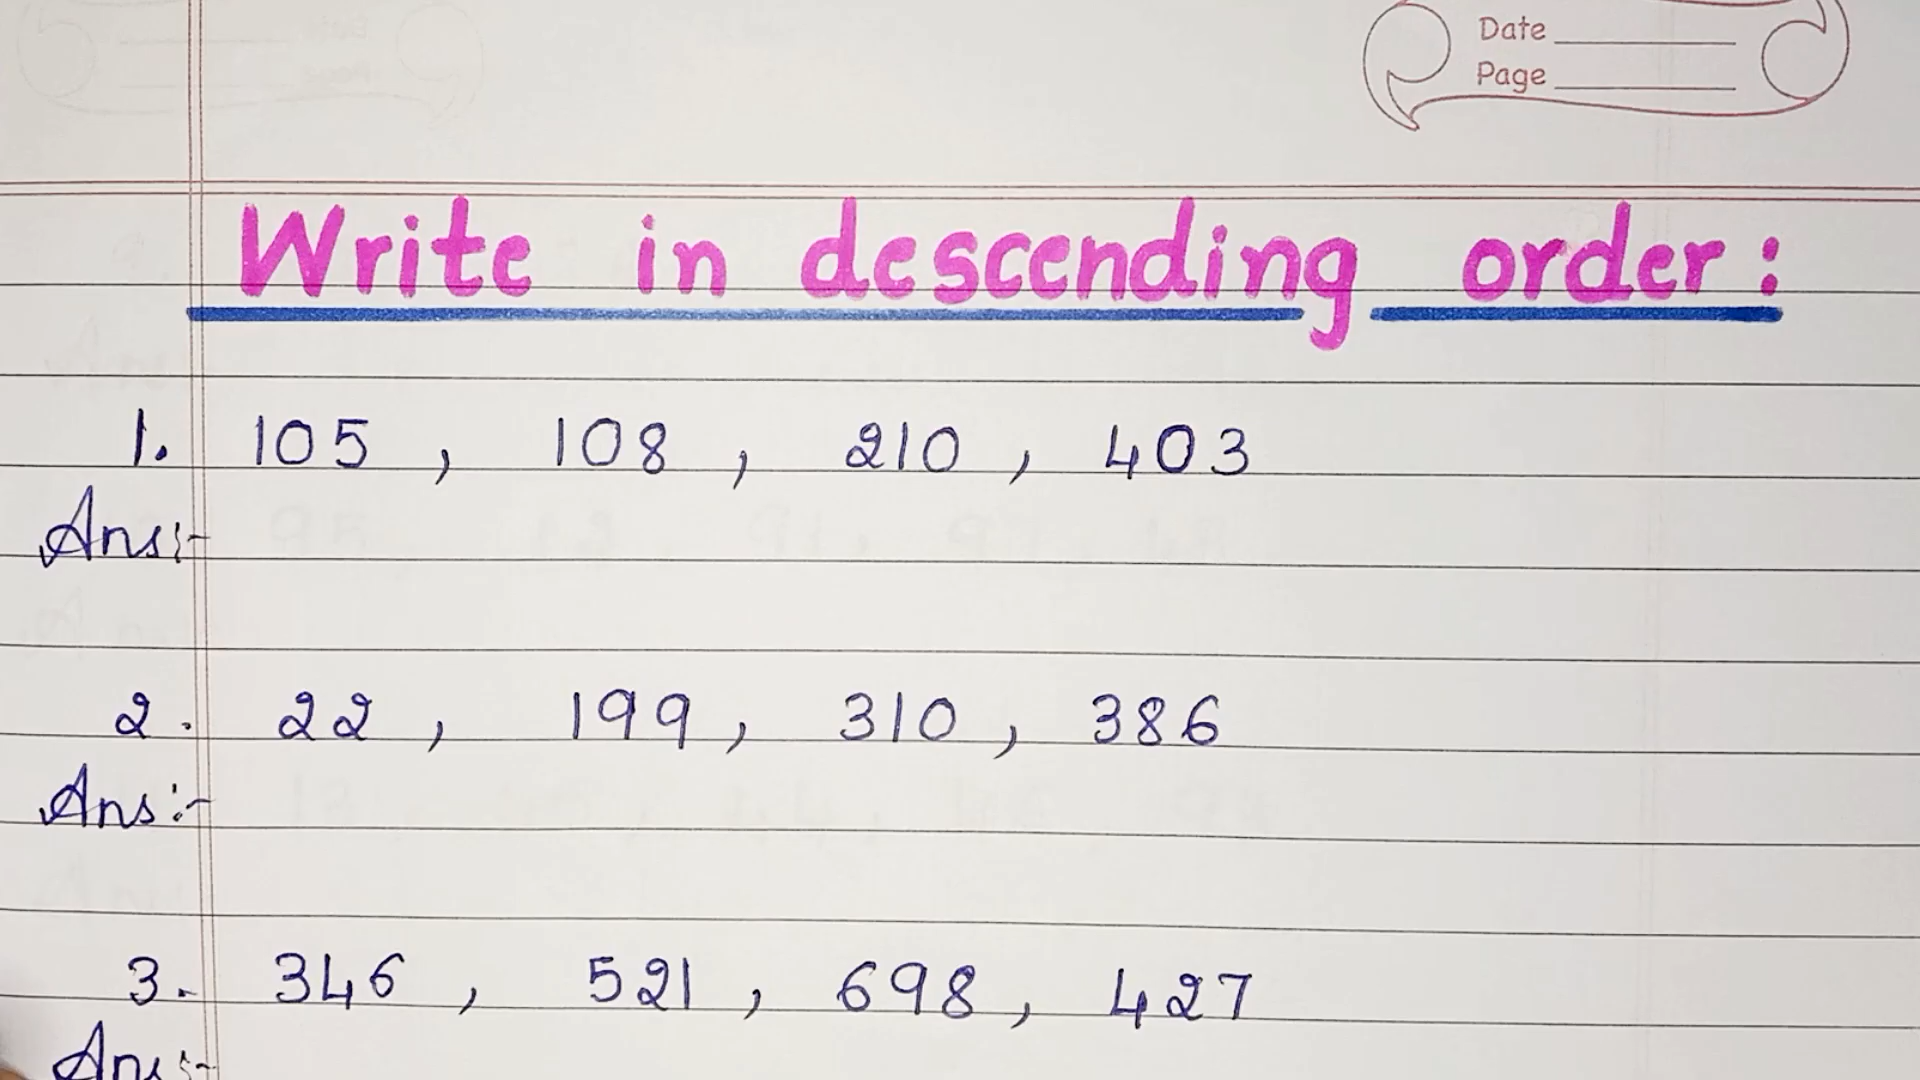 Date
Page
Write in descending order:
1. 105, 108, 210, 403
Ans:-
2. 22, 199, 310, 386
Ans:-
3. 346, 521, 698, 427
Ans:-